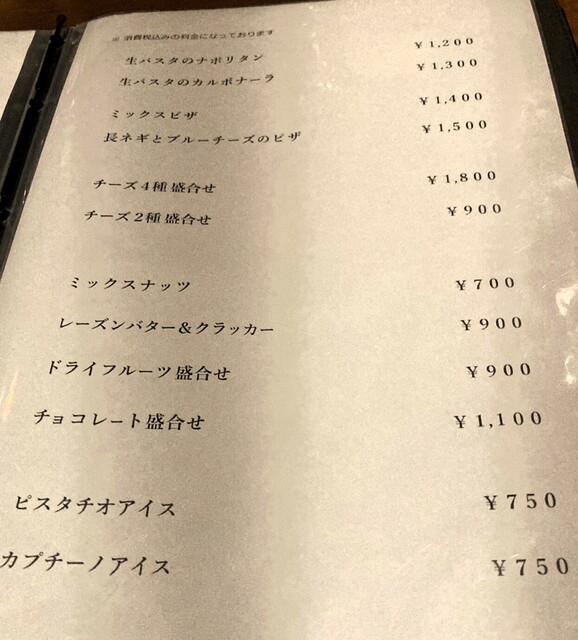 ※ 消費税込みの料金になっております
生パスタのナポリタン ¥1,200
生パスタのカルボナーラ ¥1,300
ミックスピザ ¥1,400
長ネギとブルーチーズのピザ ¥1,500
チーズ4種盛合せ ¥1,800
チーズ2種盛合せ ¥900
ミックスナッツ ¥700
レーズンバター&クラッカー ¥900
ドライフルーツ盛合せ ¥900
チョコレート盛合せ ¥1,100
ピスタチオアイス ¥750
カプチーノアイス ¥750